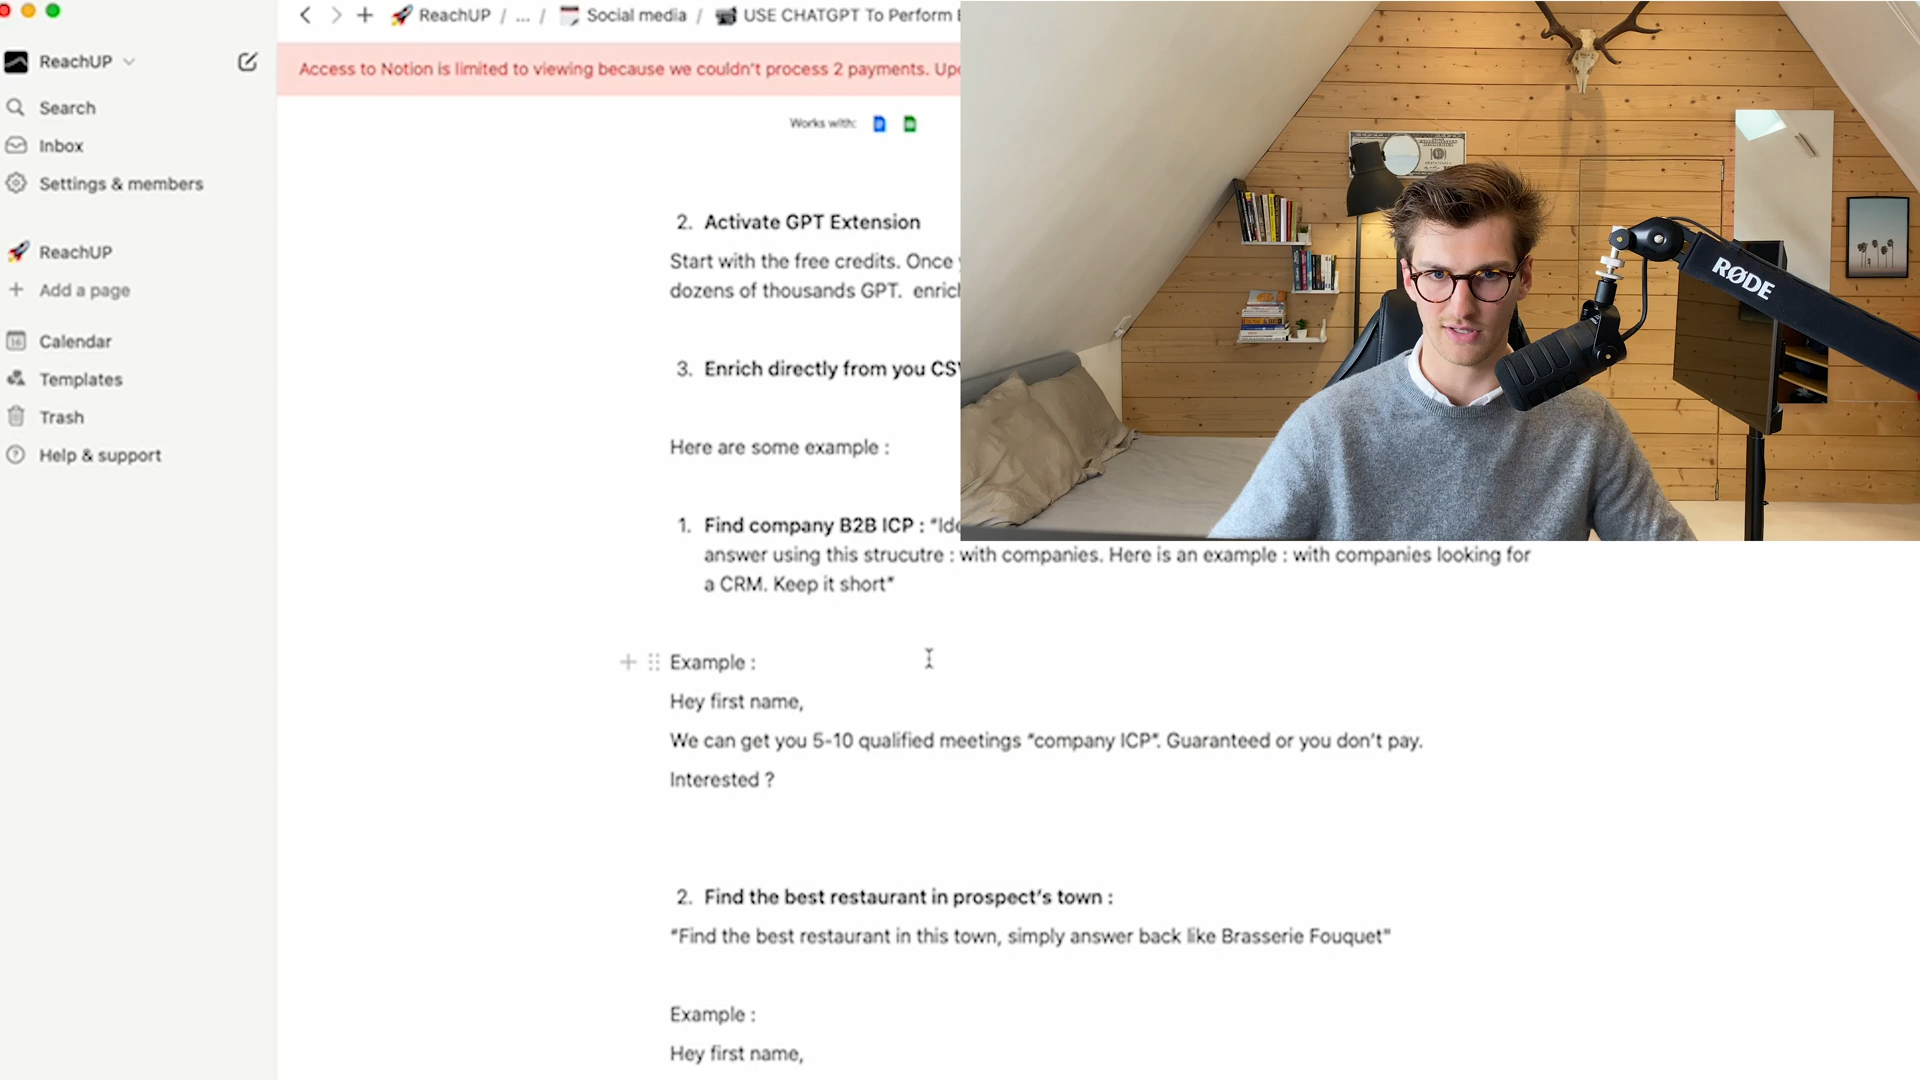 ReachUP / ... / Social media / USE CHATGPT To Perform
ReachUP
Access to Notion is limited to viewing because we couldn't process 2 payments.
Search
Inbox
Settings & members
ReachUP
Add a page
Calendar
Templates
Trash
Help & support
Works with:
2. Activate GPT Extension
Start with the free credits. Once
dozens of thousands GPT. enric
3. Enrich directly from you CS
Here are some example :
1. Find company B2B ICP : "Ide
answer using this strucutre : with companies. Here is an example : with companies looking for
a CRM. Keep it short"
Example :
Hey first name,
We can get you 5-10 qualified meetings "company ICP". Guaranteed or you don't pay.
Interested ?
2. Find the best restaurant in prospect's town :
"Find the best restaurant in this town, simply answer back like Brasserie Fouquet"
Example :
Hey first name,
RØDE